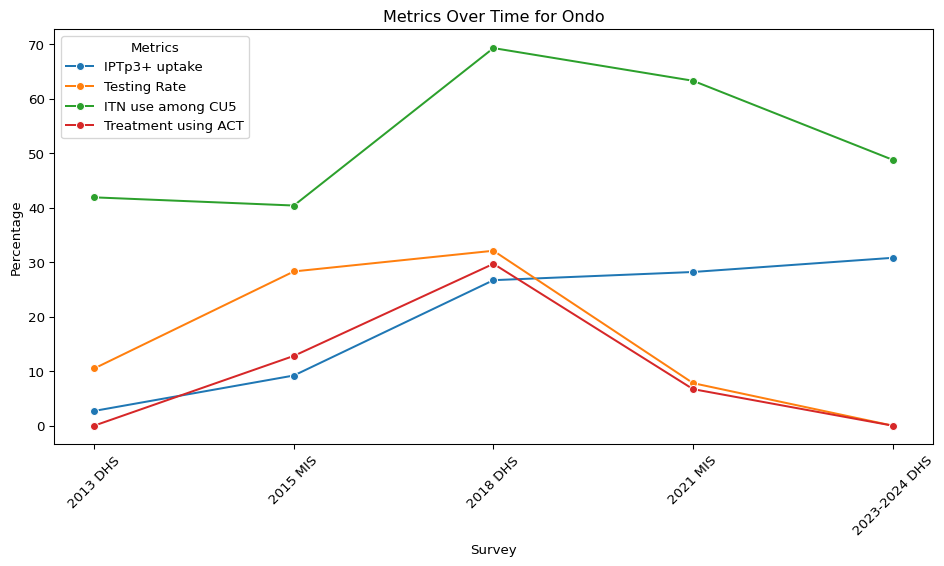 Metrics Over Time for Ondo
Metrics
IPTp3+ uptake
Testing Rate
ITN use among CU5
Treatment using ACT
Percentage
70
60
50
40
30
20
10
0
2013 DHS
2015 MIS
2018 DHS
2021 MIS
2023-2024 DHS
Survey